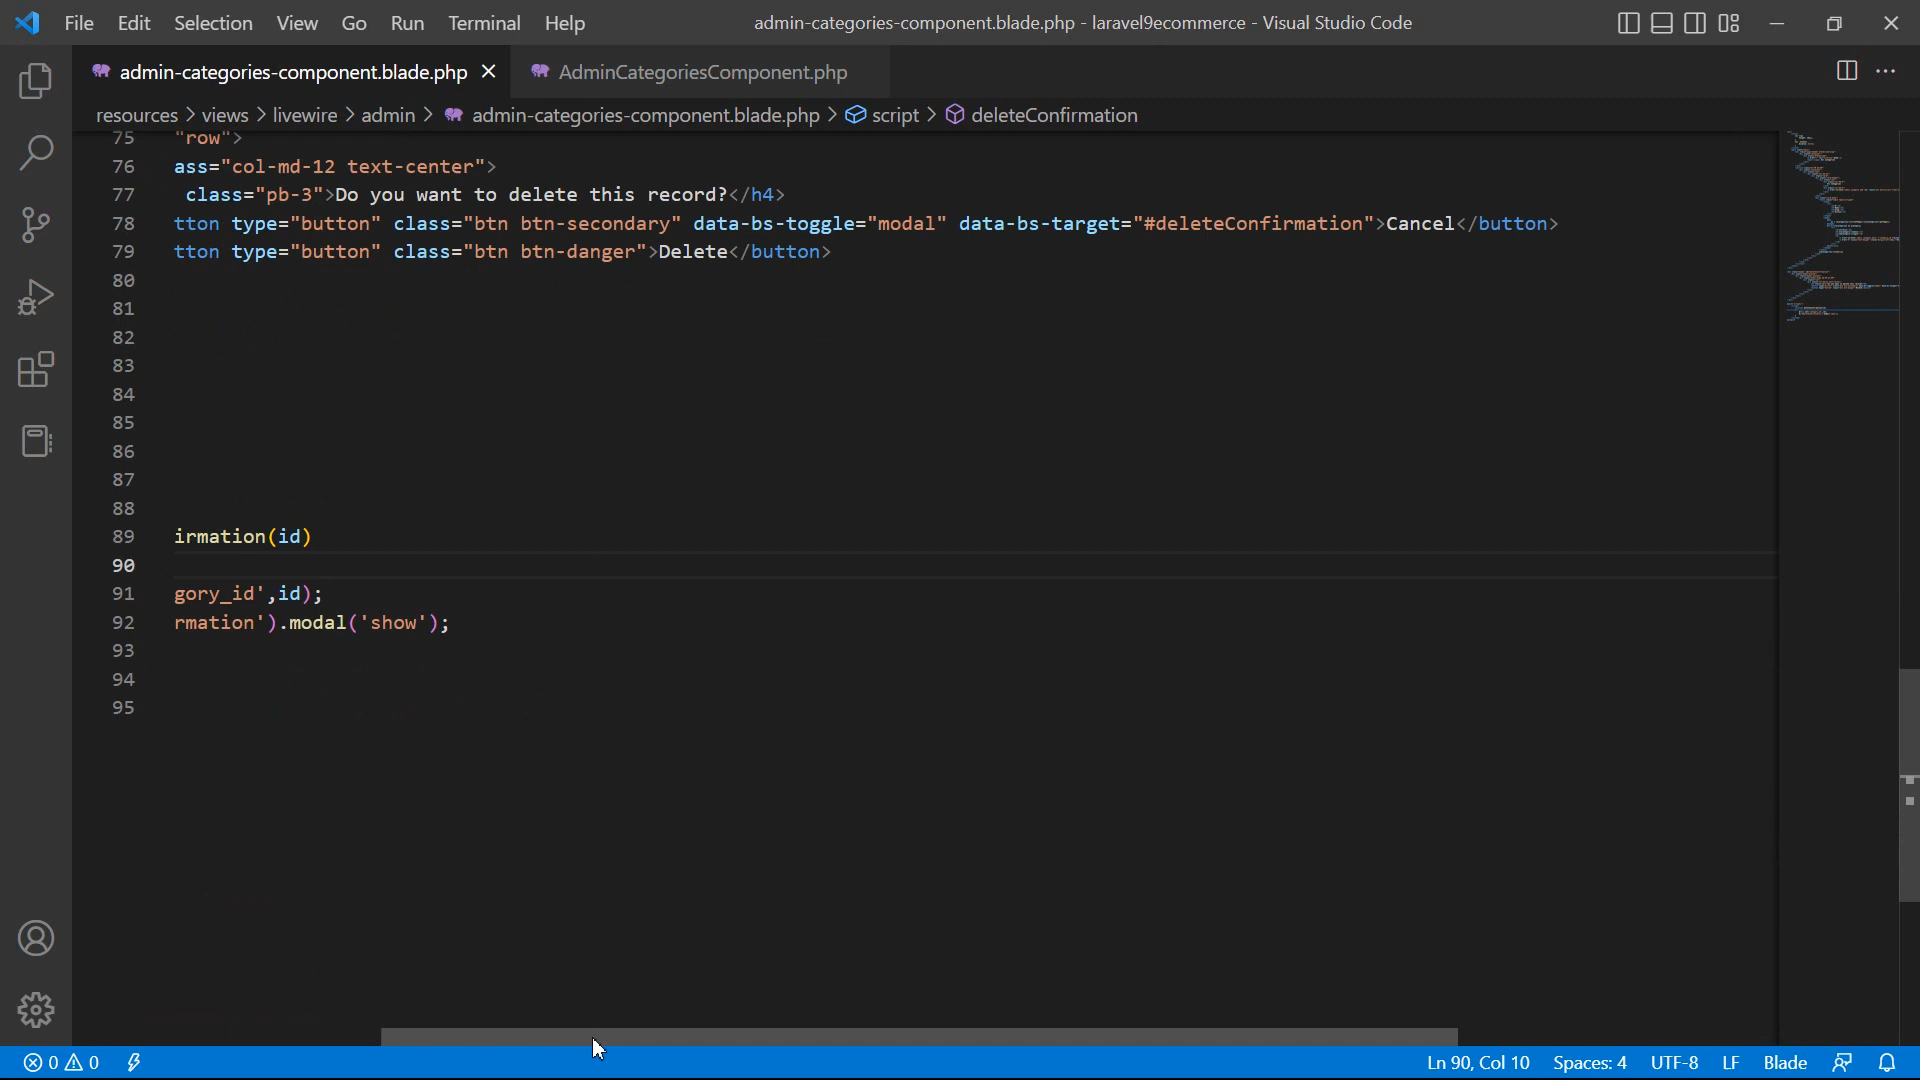 File Edit Selection View Go Run Terminal Help admin-categories-component.blade.php - laravel9ecommerce - Visual Studio Code
admin-categories-component.blade.php AdminCategoriesComponent.php
resources > views > livewire > admin > admin-categories-component.blade.php > script > deleteConfirmation
75 "row">
76 ass="col-md-12 text-center">
77 class="pb-3">Do you want to delete this record?</h4>
78 tton type="button" class="btn btn-secondary" data-bs-toggle="modal" data-bs-target="#deleteConfirmation">Cancel</button>
79 tton type="button" class="btn btn-danger">Delete</button>
80
81
82
83
84
85
86
87
88
89 irmation(id)
90
91 gory_id',id);
92 rmation').modal('show');
93
94
95
0 0 Ln 90, Col 10 Spaces: 4 UTF-8 LF Blade